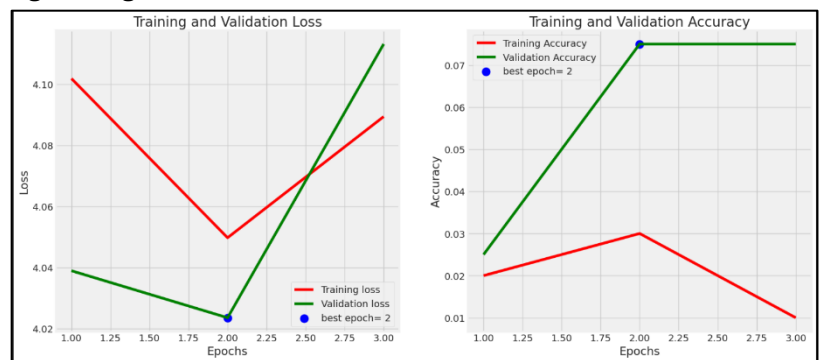 Training and Validation Loss
4.10
4.08
4.06
4.04
4.02
Loss
1.00 1.25 1.50 1.75 2.00 2.25 2.50 2.75 3.00
Epochs
Training loss
Validation loss
best epoch= 2
Training and Validation Accuracy
0.07
0.06
0.05
0.04
0.03
0.02
0.01
Accuracy
1.00 1.25 1.50 1.75 2.00 2.25 2.50 2.75 3.00
Epochs
Training Accuracy
Validation Accuracy
best epoch= 2